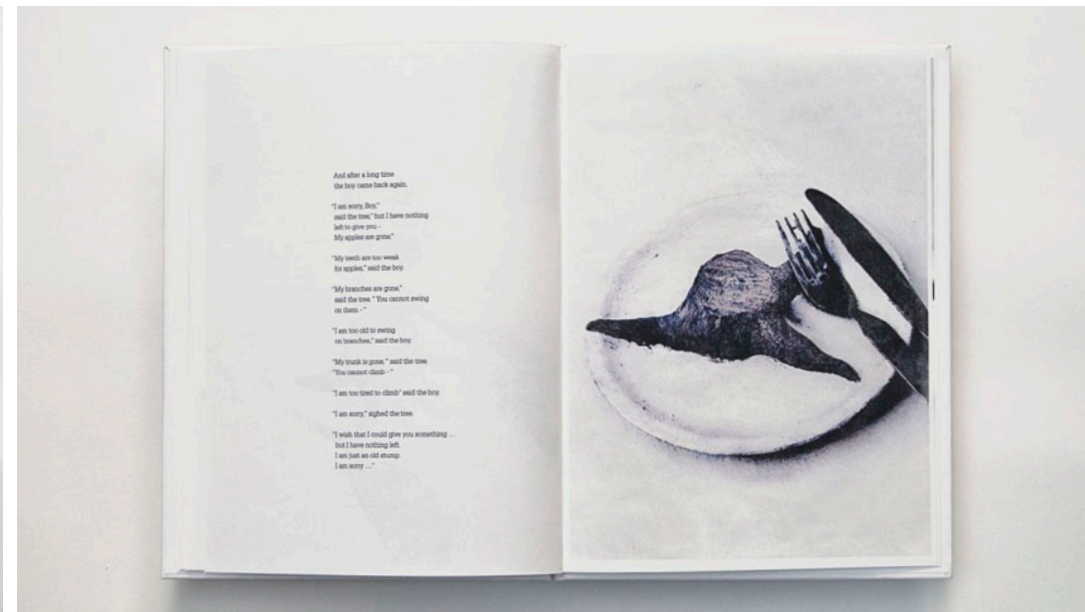 And after a long time
the boy came back again.
"I am sorry, Boy,"
said the tree," but I have nothing
left to give you -
My apples are gone."
"My teeth are too weak
for apples," said the boy.
"My branches are gone,"
said the tree. " You cannot swing
on them - "
"I am too old to swing
on branches," said the boy.
"My trunk is gone, " said the tree.
"You cannot climb - "
"I am too tired to climb" said the boy.
"I am sorry," sighed the tree.
"I wish that I could give you something ...
but I have nothing left.
I am just an old stump.
I am sorry ...."